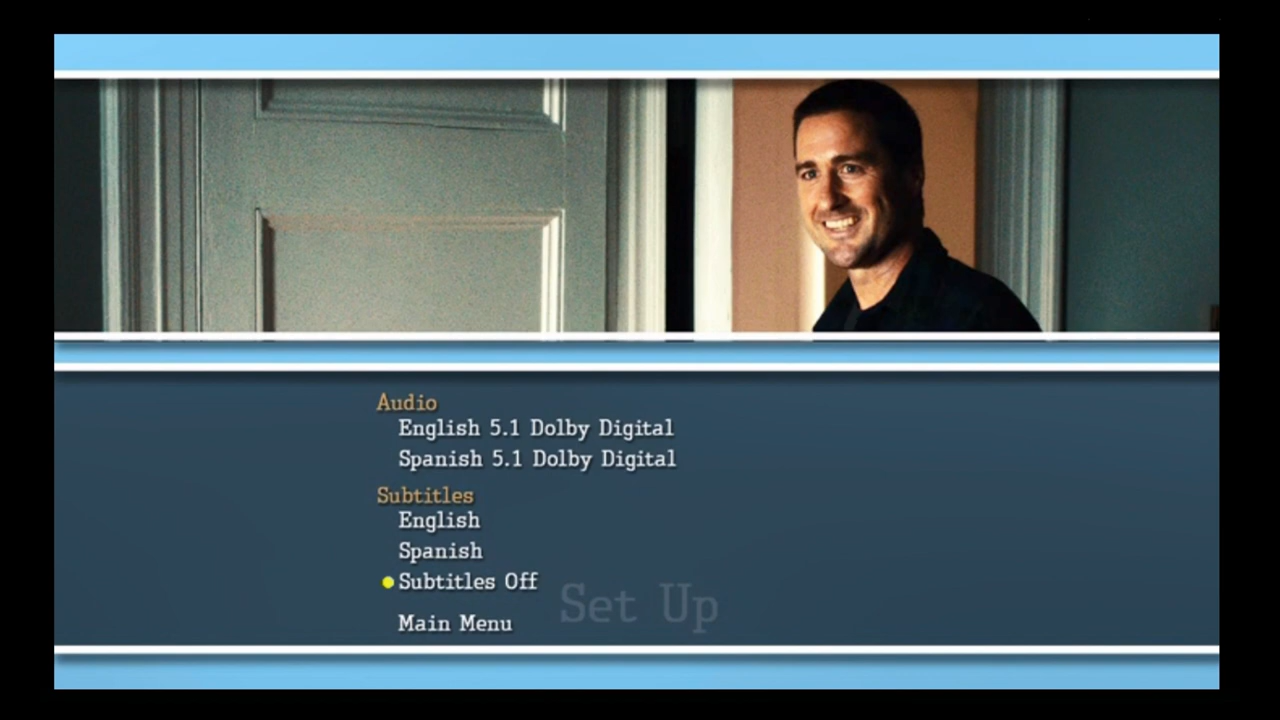 Audio
English 5.1 Dolby Digital
Spanish 5.1 Dolby Digital
Subtitles
English
Spanish
Subtitles Off
Set Up
Main Menu